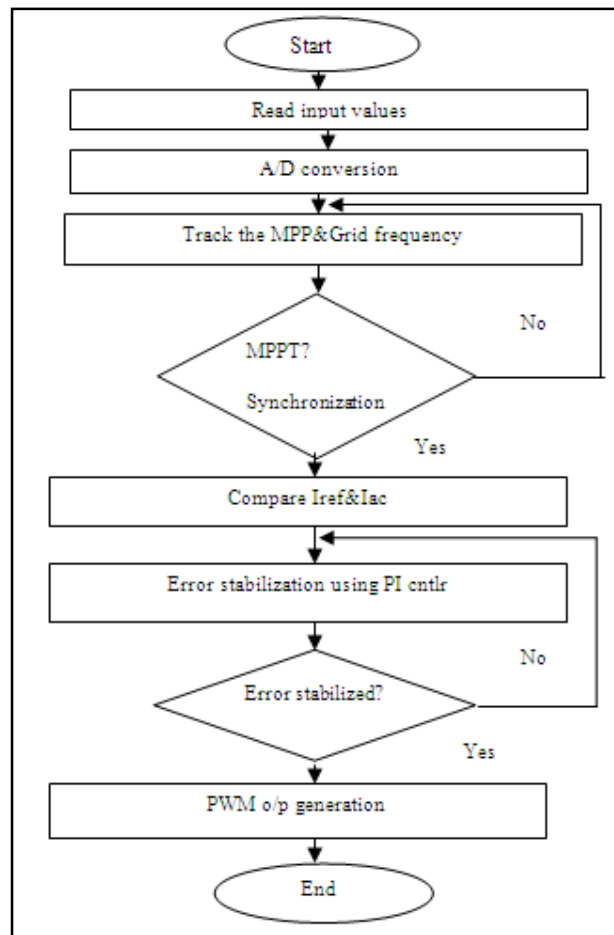 Start
Read input values
A/D conversion
Track the MPP&Grid frequency
No
MPPT?
Synchronization
Yes
Compare Iref&Iac
Error stabilization using PI cntlr
No
Error stabilized?
Yes
PWM o/p generation
End